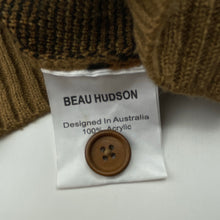 BEAU HUDSON
Designed In Australia
100% Acrylic